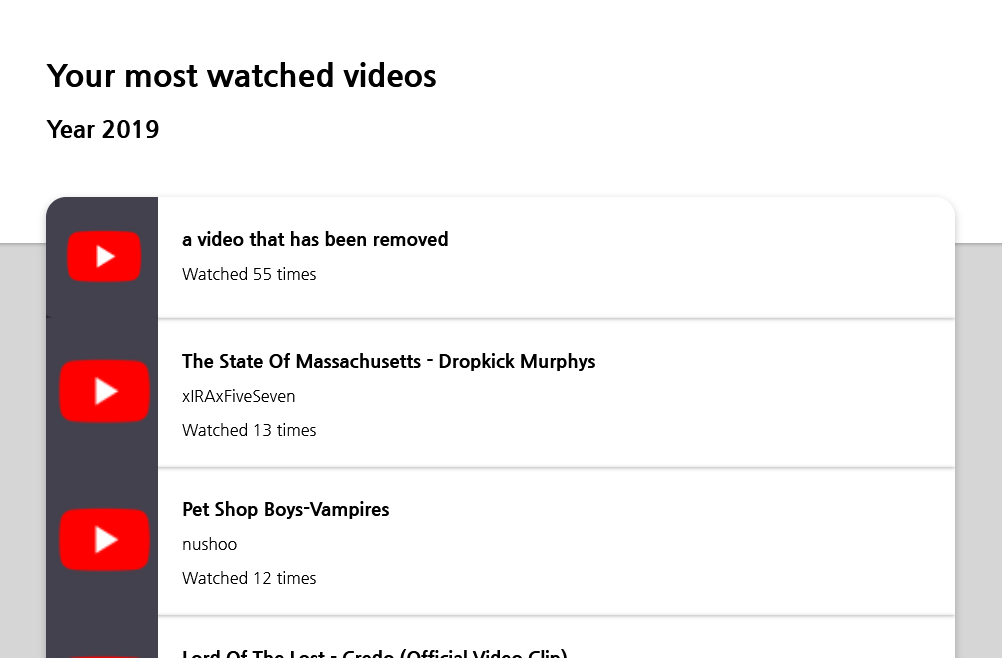 Your most watched videos
Year 2019
a video that has been removed
Watched 55 times
The State Of Massachusetts - Dropkick Murphys
xIRAxFiveSeven
Watched 13 times
Pet Shop Boys-Vampires
nushoo
Watched 12 times
Lord Of The Lost - Credo (Official Video Clip)